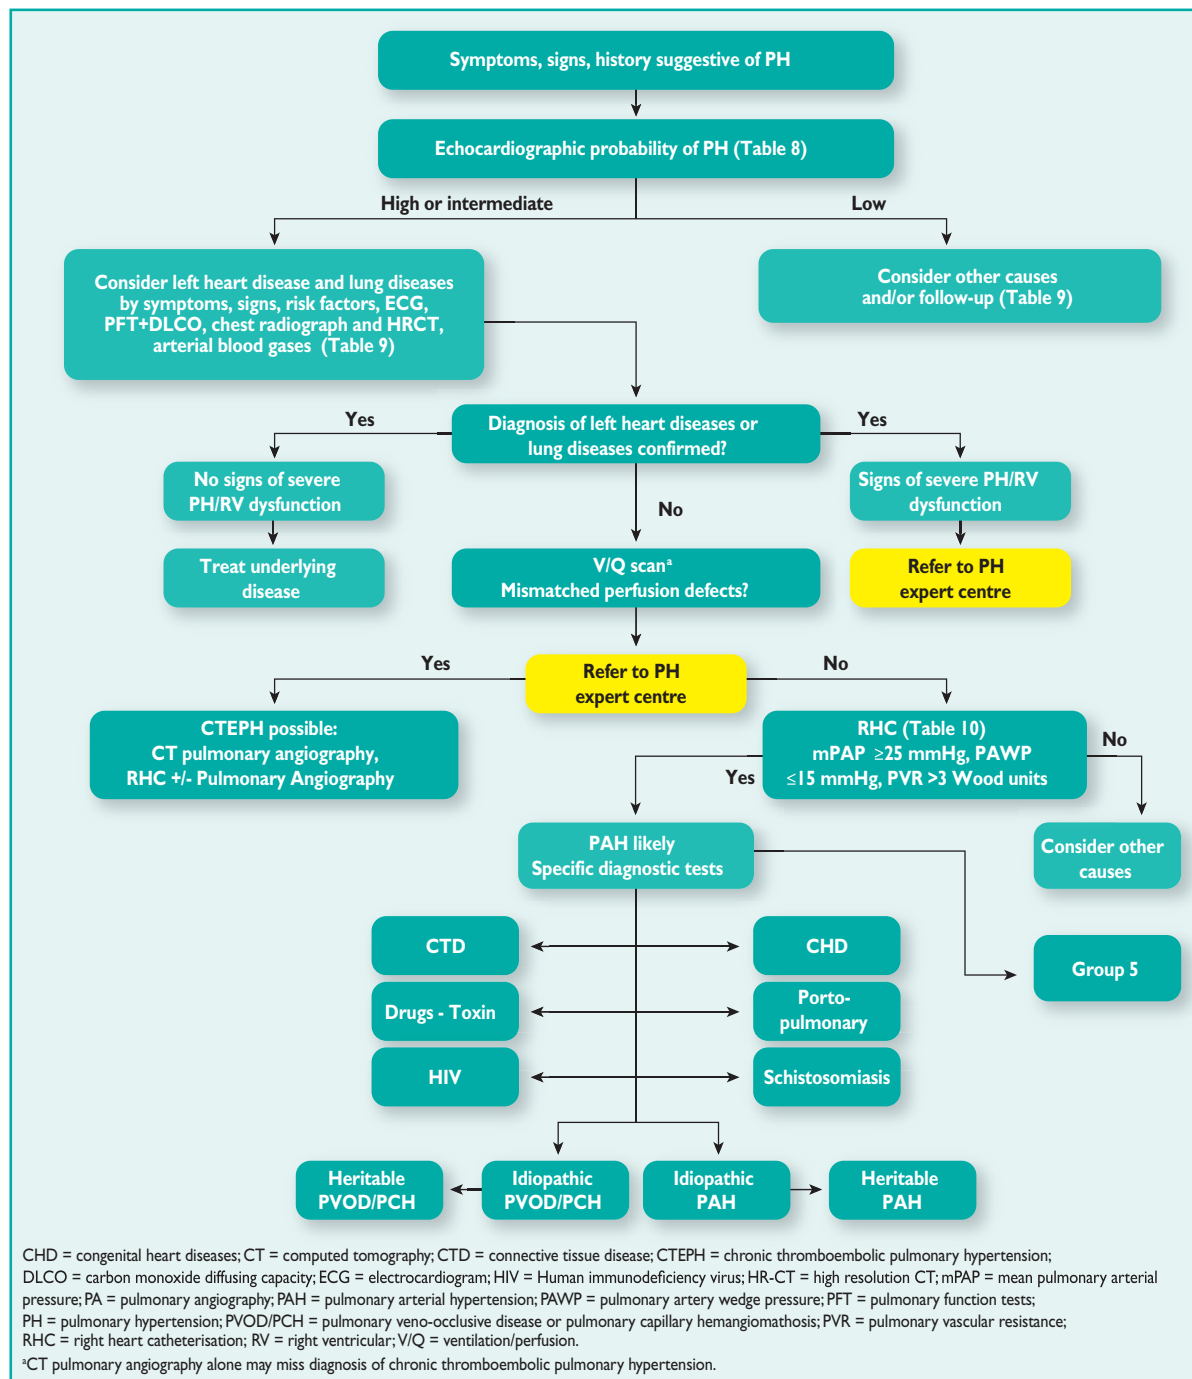 Symptoms, signs, history suggestive of PH
Echocardiographic probability of PH (Table 8)
High or intermediate
Low
Consider left heart disease and lung diseases
by symptoms, signs, risk factors, ECG,
PFT+DLCO, chest radiograph and HRCT,
arterial blood gases (Table 9)
Consider other causes
and/or follow-up (Table 9)
Diagnosis of left heart diseases or
lung diseases confirmed?
Yes
Yes
No signs of severe
PH/RV dysfunction
Signs of severe PH/RV
dysfunction
No
Treat underlying
disease
V/Q scanᵃ
Mismatched perfusion defects?
Refer to PH
expert centre
Yes
Refer to PH
expert centre
No
CTEPH possible:
CT pulmonary angiography,
RHC +/- Pulmonary Angiography
RHC (Table 10)
mPAP ≥25 mmHg, PAWP
≤15 mmHg, PVR >3 Wood units
No
Yes
PAH likely
Specific diagnostic tests
Consider other
causes
CTD
CHD
Group 5
Drugs - Toxin
Porto-
pulmonary
HIV
Schistosomiasis
Heritable
PVOD/PCH
Idiopathic
PVOD/PCH
Idiopathic
PAH
Heritable
PAH
CHD = congenital heart diseases; CT = computed tomography; CTD = connective tissue disease; CTEPH = chronic thromboembolic pulmonary hypertension;
DLCO = carbon monoxide diffusing capacity; ECG = electrocardiogram; HIV = Human immunodeficiency virus; HR-CT = high resolution CT; mPAP = mean pulmonary arterial
pressure; PA = pulmonary angiography; PAH = pulmonary arterial hypertension; PAWP = pulmonary artery wedge pressure; PFT = pulmonary function tests;
PH = pulmonary hypertension; PVOD/PCH = pulmonary veno-occlusive disease or pulmonary capillary hemangiomathosis; PVR = pulmonary vascular resistance;
RHC = right heart catheterisation; RV = right ventricular; V/Q = ventilation/perfusion.
ᵃCT pulmonary angiography alone may miss diagnosis of chronic thromboembolic pulmonary hypertension.